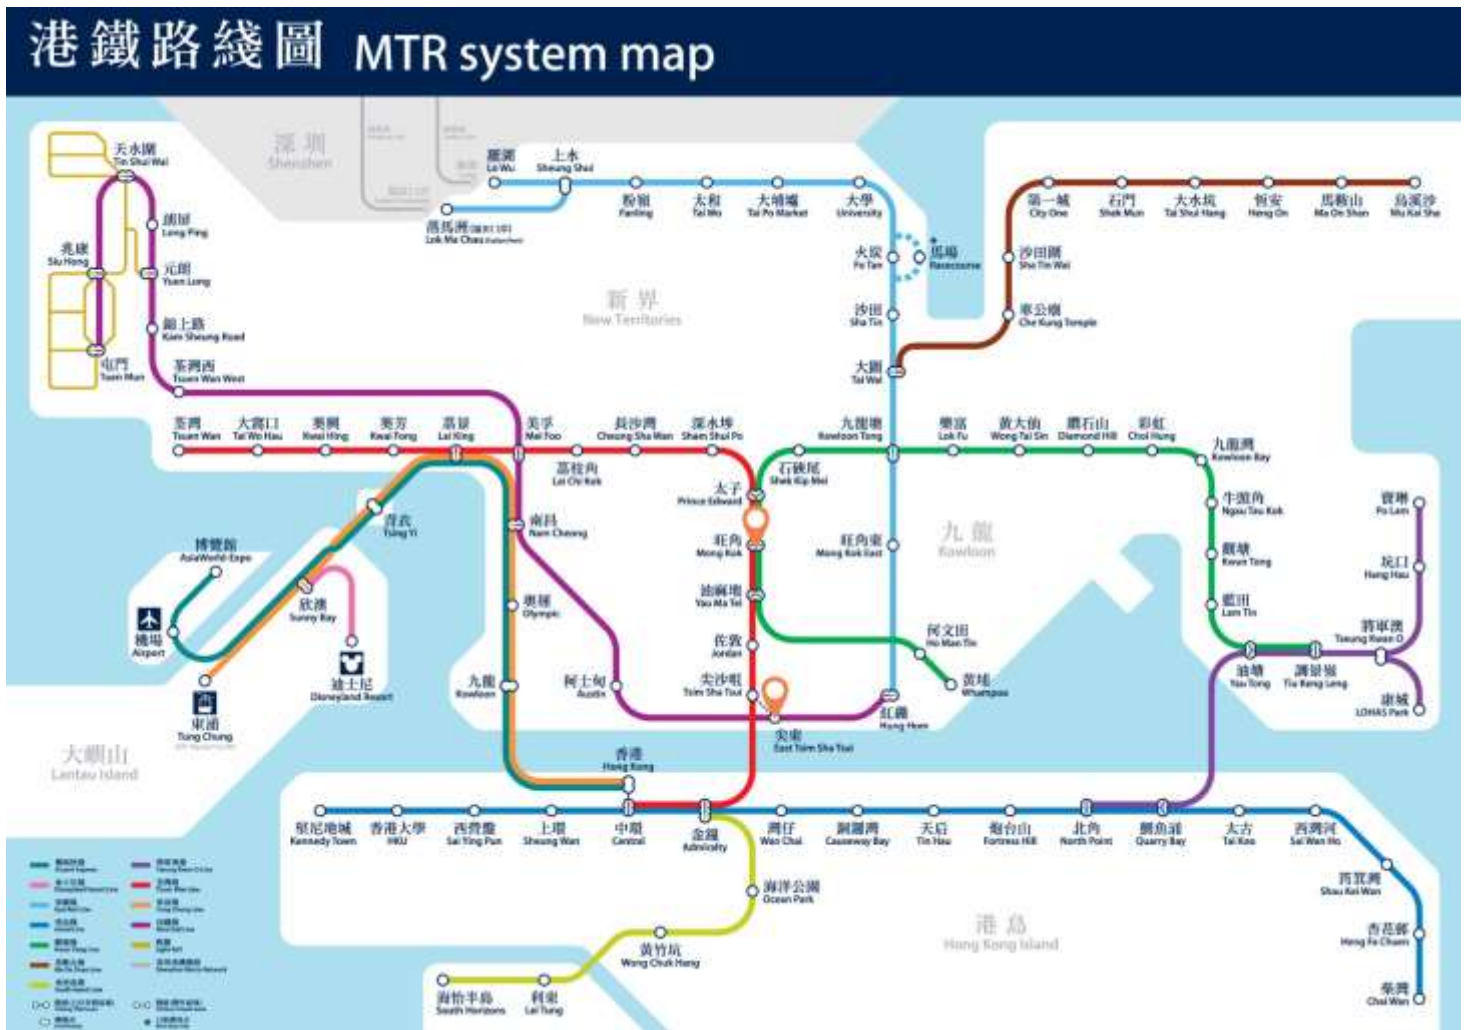 港鐵路綫圖 MTR system map
深圳
Shenzhen
天水圍
Tin Shui Wai
朗屏
Long Ping
兆康
Siu Hong
元朗
Yuen Long
錦上路
Kam Sheung Road
屯門
Tuen Mun
荃灣西
Tsuen Wan West
羅湖
Lo Wu
上水
Sheung Shui
落馬洲
Lok Ma Chau
粉嶺
Fanling
太和
Tai Wo
大埔墟
Tai Po Market
大學
University
火炭
Fo Tan
馬場
Racecourse
沙田
Sha Tin
大圍
Tai Wai
第一城
City One
石門
Shek Mun
大水坑
Tai Shui Hang
恆安
Heng On
馬鞍山
Ma On Shan
烏溪沙
Wu Kai Sha
沙田圍
Sha Tin Wai
車公廟
Che Kung Temple
新界
New Territories
荃灣
Tsuen Wan
大窩口
Tai Wo Hau
葵興
Kwai Hing
葵芳
Kwai Fong
荔景
Lai King
美孚
Mei Foo
荔枝角
Lai Chi Kok
長沙灣
Cheung Sha Wan
深水埗
Sham Shui Po
太子
Prince Edward
石硤尾
Shek Kip Mei
九龍塘
Kowloon Tong
樂富
Lok Fu
黃大仙
Wong Tai Sin
鑽石山
Diamond Hill
彩虹
Choi Hung
九龍灣
Kowloon Bay
牛頭角
Ngau Tau Kok
觀塘
Kwun Tong
藍田
Lam Tin
油塘
Yau Tong
調景嶺
Tiu Keng Leng
將軍澳
Tseung Kwan O
坑口
Hang Hau
寶琳
Po Lam
康城
LOHAS Park
青衣
Tsing Yi
南昌
Nam Cheong
旺角
Mong Kok
旺角東
Mong Kok East
九龍
Kowloon
博覽館
AsiaWorld-Expo
機場
Airport
欣澳
Sunny Bay
迪士尼
Disneyland Resort
東涌
Tung Chung
大嶼山
Lantau Island
奧運
Olympic
九龍
Kowloon
柯士甸
Austin
油麻地
Yau Ma Tei
佐敦
Jordan
尖沙咀
Tsim Sha Tsui
尖東
East Tsim Sha Tsui
紅磡
Hung Hom
何文田
Ho Man Tin
黃埔
Whampoa
香港
Hong Kong
堅尼地城
Kennedy Town
香港大學
HKU
西營盤
Sai Ying Pun
上環
Sheung Wan
中環
Central
金鐘
Admiralty
灣仔
Wan Chai
銅鑼灣
Causeway Bay
天后
Tin Hau
炮台山
Fortress Hill
北角
North Point
鰂魚涌
Quarry Bay
太古
Tai Koo
西灣河
Sai Wan Ho
筲箕灣
Shau Kei Wan
杏花邨
Heng Fa Chuen
柴灣
Chai Wan
海洋公園
Ocean Park
黃竹坑
Wong Chuk Hang
利東
Lei Tung
海怡半島
South Horizons
港島
Hong Kong Island